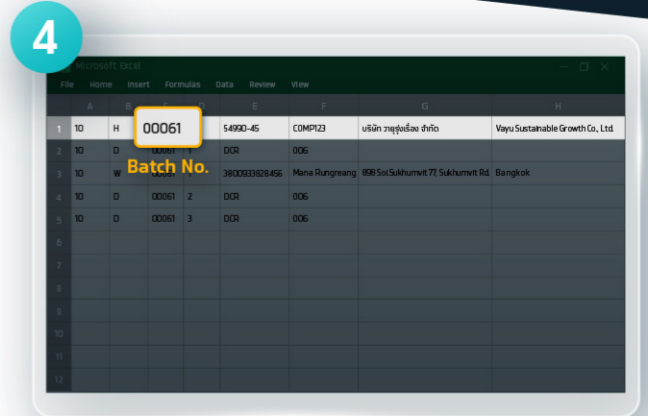 4
Microsoft Excel
File Home Insert Formulas Data Review View
A B C D E F G H
1 10 H 00061 54990-45 COMP123 บริษัท วายุรุ่งเรือง จำกัด Vayu Sustainable Growth Co., Ltd.
2 10 D 00061 1 DCR 006
Batch No.
3 10 W 00061 1 3800933828456 Mana Rungreang 898 Soi Sukhumvit 77, Sukhumvit Rd. Bangkok
4 10 D 00061 2 DCR 006
5 10 D 00061 3 DCR 006
6
7
8
9
10
11
12